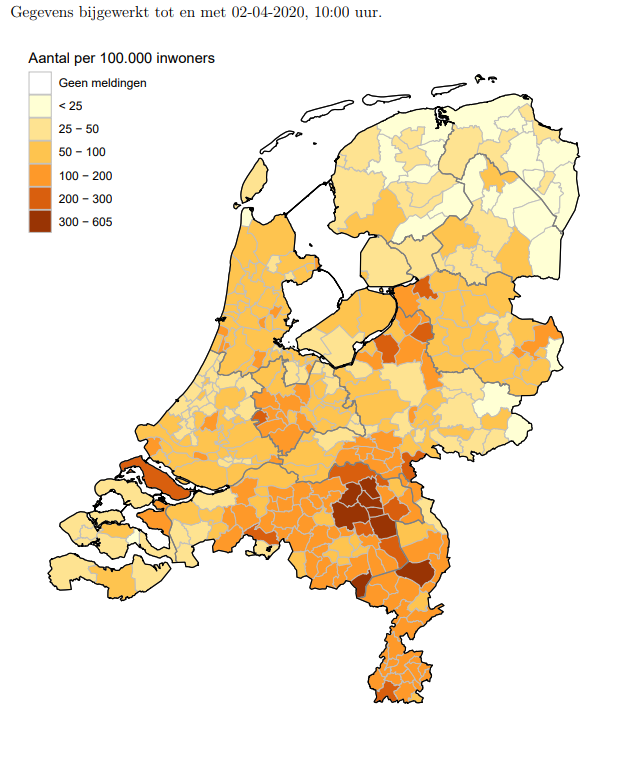 Gegevens bijgewerkt tot en met 02-04-2020, 10:00 uur.
Aantal per 100.000 inwoners
Geen meldingen
< 25
25 − 50
50 − 100
100 − 200
200 − 300
300 − 605